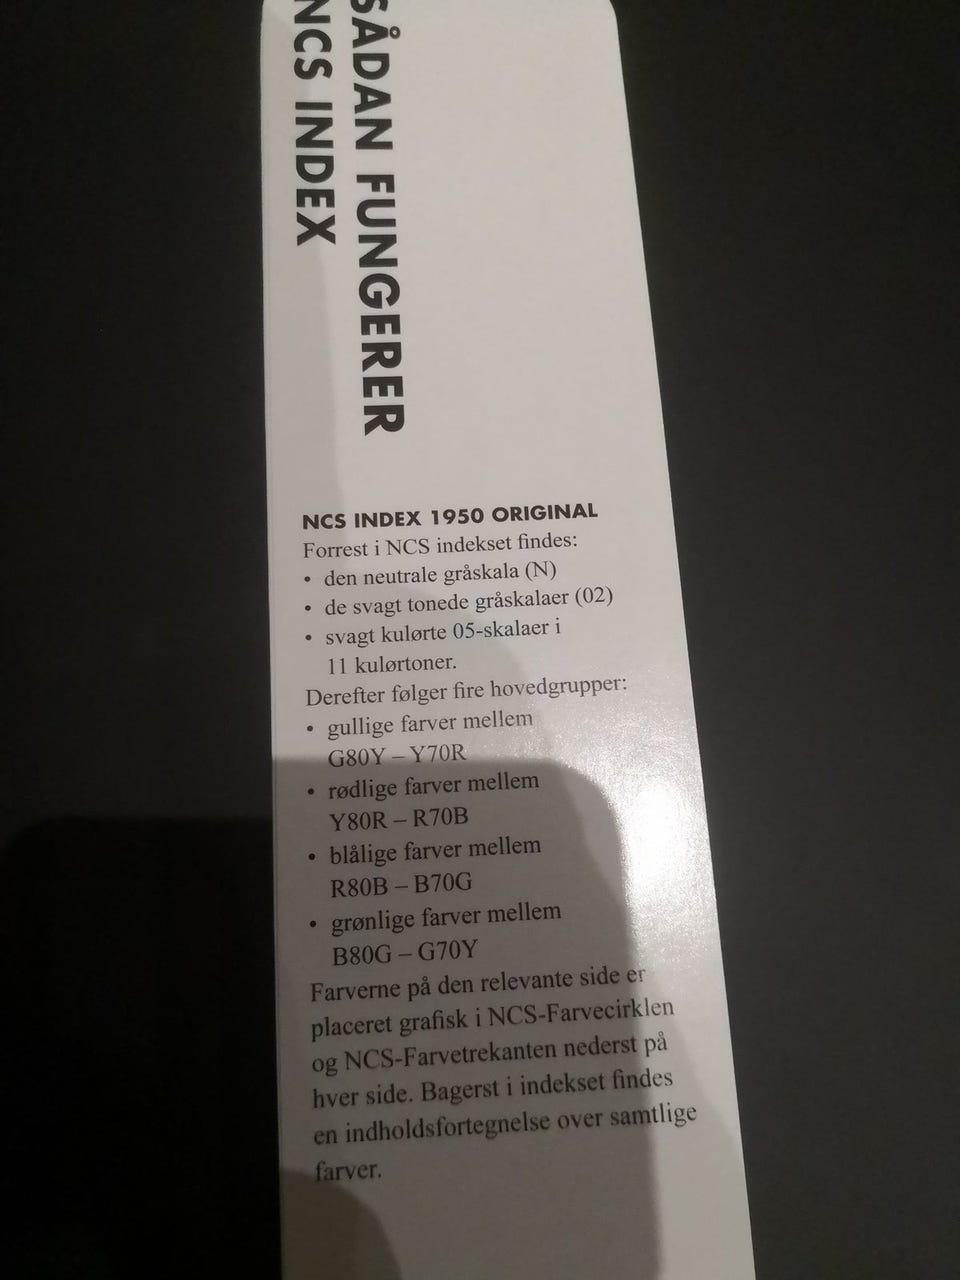 SÅDAN FUNGERER
NCS INDEX
NCS INDEX 1950 ORIGINAL
Forrest i NCS indekset findes:
• den neutrale gråskala (N)
• de svagt tonede gråskalaer (02)
• svagt kulørte 05-skalaer i
11 kulørtoner.
Derefter følger fire hovedgrupper:
• gullige farver mellem
G80Y – Y70R
• rødlige farver mellem
Y80R – R70B
• blålige farver mellem
R80B – B70G
• grønlige farver mellem
B80G – G70Y
Farverne på den relevante side er
placeret grafisk i NCS-Farvecirklen
og NCS-Farvetrekanten nederst på
hver side. Bagerst i indekset findes
en indholdsfortegnelse over samtlige
farver.